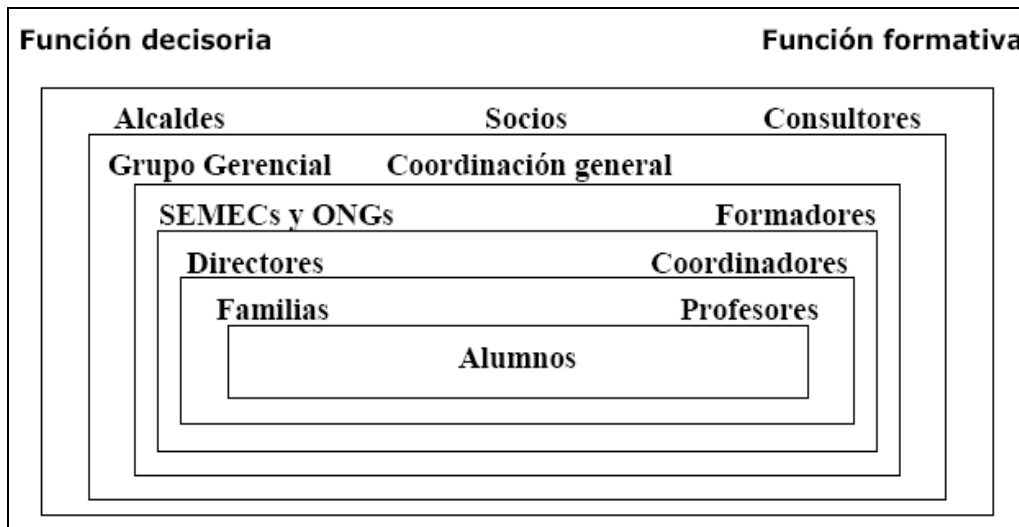 Función decisoria Función formativa
Alcaldes Socios Consultores
Grupo Gerencial Coordinación general
SEMECs y ONGs Formadores
Directores Coordinadores
Familias Profesores
Alumnos